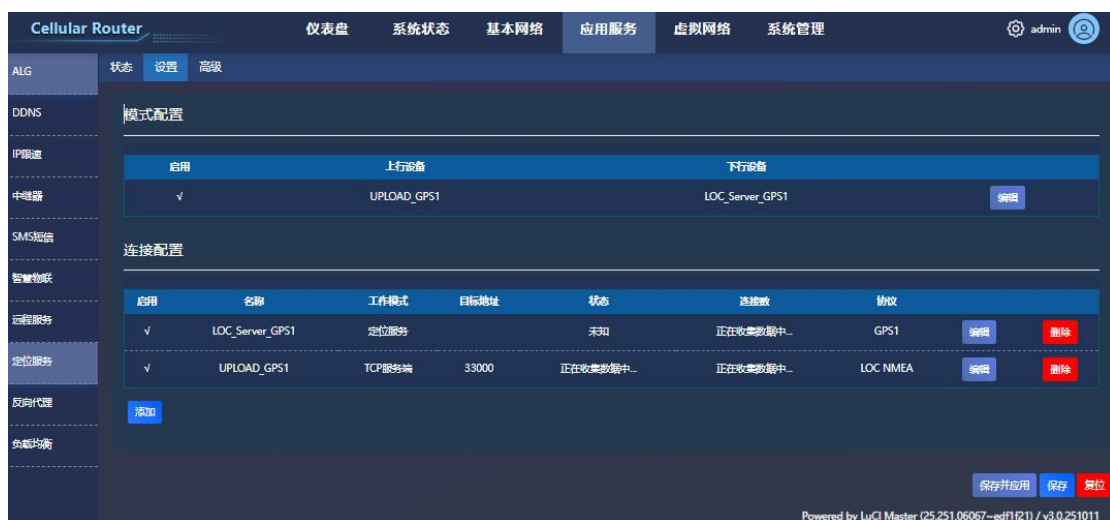 Cellular Router 仪表盘 系统状态 基本网络 应用服务 虚拟网络 系统管理 admin
ALG 状态 设置 高级
DDNS
IP限速
中继器
SMS短信
智慧物联
远程服务
定位服务
反向代理
负载均衡
模式配置
启用 上行设备 下行设备
√ UPLOAD_GPS1 LOC_Server_GPS1 编辑
连接配置
启用 名称 工作模式 目标地址 状态 连接数 协议
√ LOC_Server_GPS1 定位服务 未知 正在收集数据中... GPS1 编辑 删除
√ UPLOAD_GPS1 TCP服务端 33000 正在收集数据中... 正在收集数据中... LOC NMEA 编辑 删除
添加
保存并应用 保存 复位
Powered by LuCI Master (25.251.06067~edf1f21) / v3.0.251011